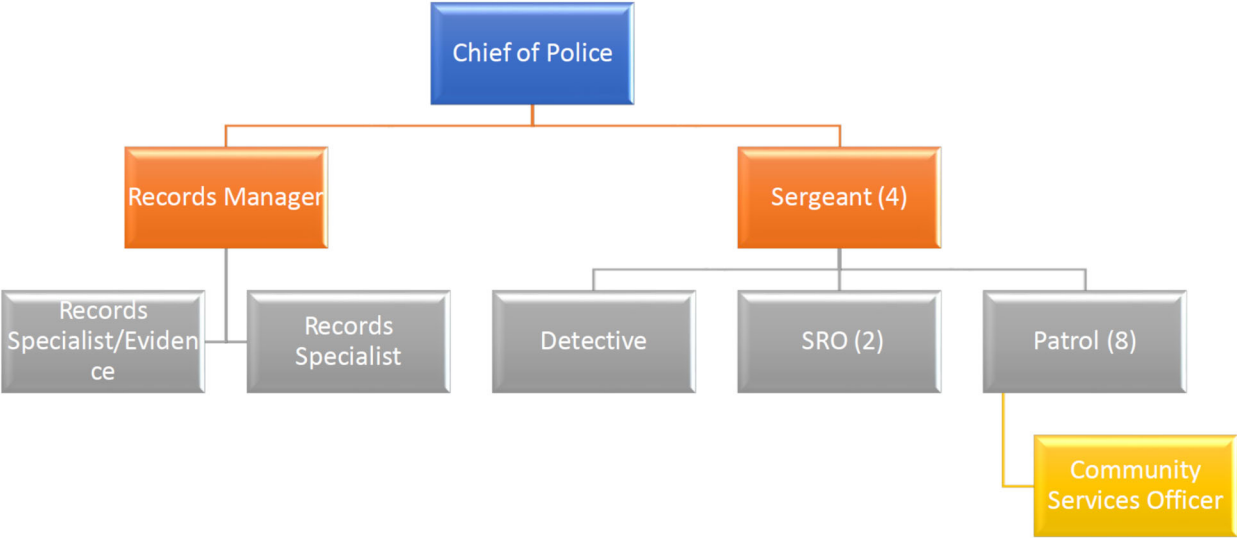 Chief of Police
Records Manager
Sergeant (4)
Records
Specialist/Eviden
ce
Records
Specialist
Detective
SRO (2)
Patrol (8)
Community
Services Officer